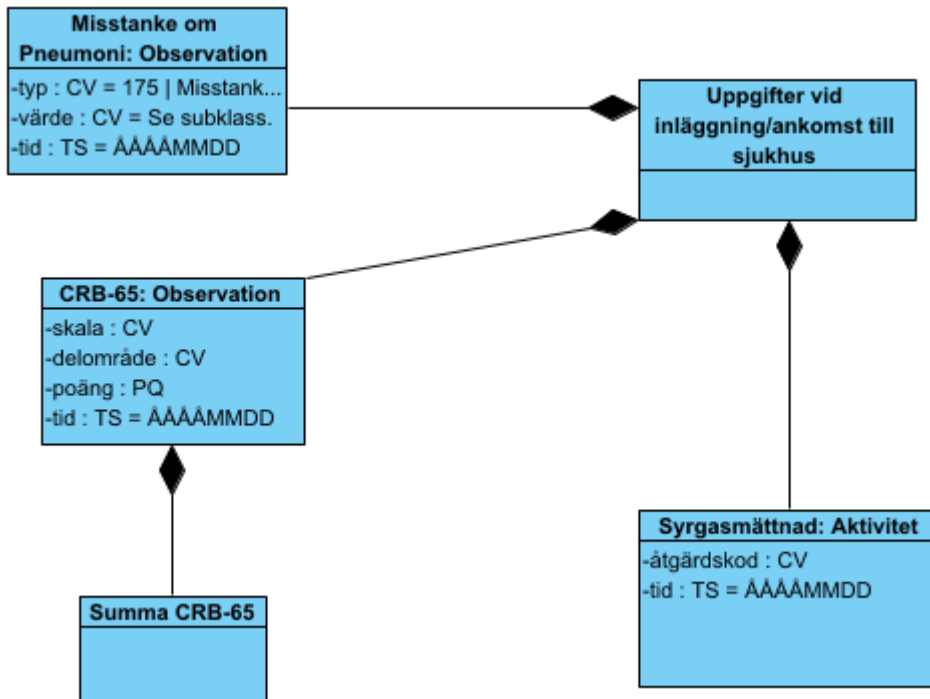 Misstanke om
Pneumoni: Observation
-typ : CV = 175 | Misstank...
-värde : CV = Se subklass.
-tid : TS = ÅÅÅÅMMDD
Uppgifter vid
inläggning/ankomst till
sjukhus
CRB-65: Observation
-skala : CV
-delområde : CV
-poäng : PQ
-tid : TS = ÅÅÅÅMMDD
Syrgasmättnad: Aktivitet
-åtgärdskod : CV
-tid : TS = ÅÅÅÅMMDD
Summa CRB-65